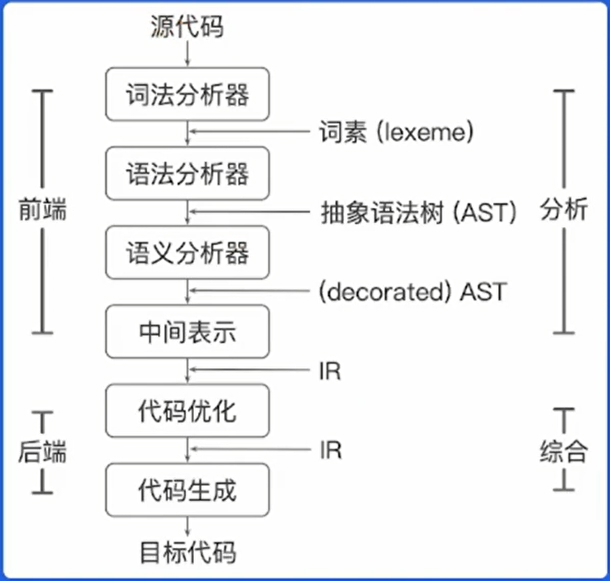 源代码
词法分析器
词素 (lexeme)
语法分析器
前端
抽象语法树 (AST)
分析
语义分析器
(decorated) AST
中间表示
IR
代码优化
后端
IR
综合
代码生成
目标代码